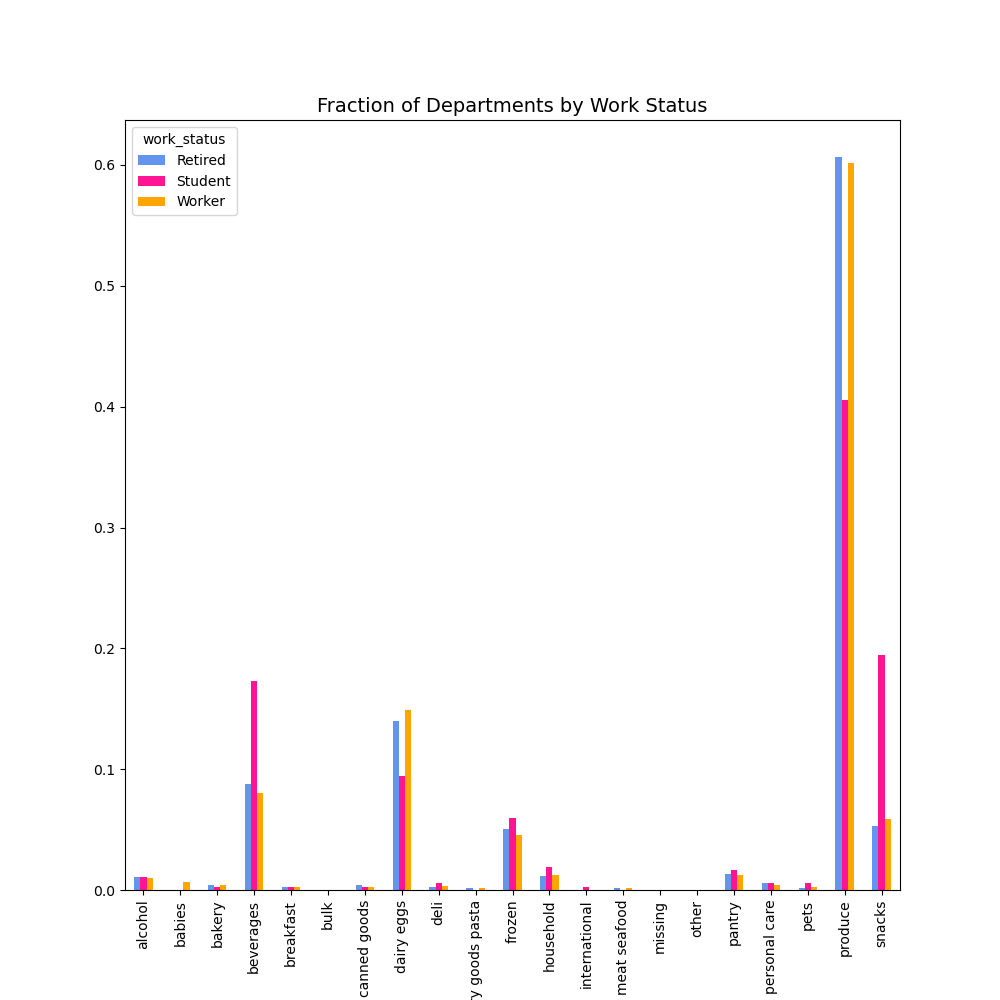 Fraction of Departments by Work Status
work_status
Retired
Student
Worker
0.6
0.5
0.4
0.3
0.2
0.1
0.0
alcohol
babies
bakery
beverages
breakfast
bulk
canned goods
dairy eggs
deli
y goods pasta
frozen
household
international
meat seafood
missing
other
pantry
personal care
pets
produce
snacks